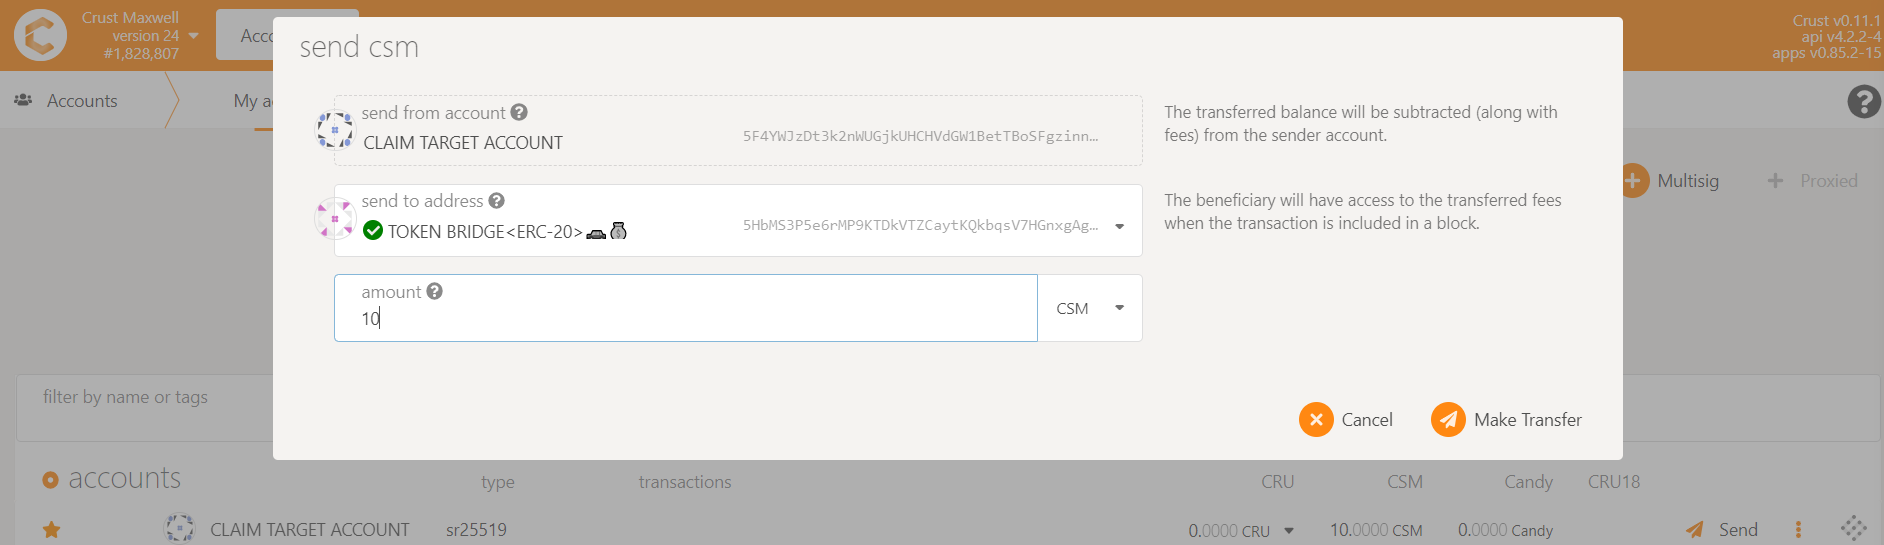 Crust Maxwell
version 24
#1,828,807
Acco
Crust v0.11.1
api v4.2.2-4
apps v0.85.2-15
Accounts
My a
send csm
send from account
CLAIM TARGET ACCOUNT
5F4YWJzDt3k2nWUGjkUHCHVdGW1BetTBoSFgzinn…
The transferred balance will be subtracted (along with
fees) from the sender account.
send to address
TOKEN BRIDGE<ERC-20>
5HbMS3P5e6rMP9KTDkVTZCaytKQkbqsV7HGnxgAg…
The beneficiary will have access to the transferred fees
when the transaction is included in a block.
Multisig
Proxied
amount
10
CSM
filter by name or tags
Cancel
Make Transfer
accounts
type
transactions
CRU
CSM
Candy
CRU18
CLAIM TARGET ACCOUNT
sr25519
0.0000 CRU
10.0000 CSM
0.0000 Candy
Send